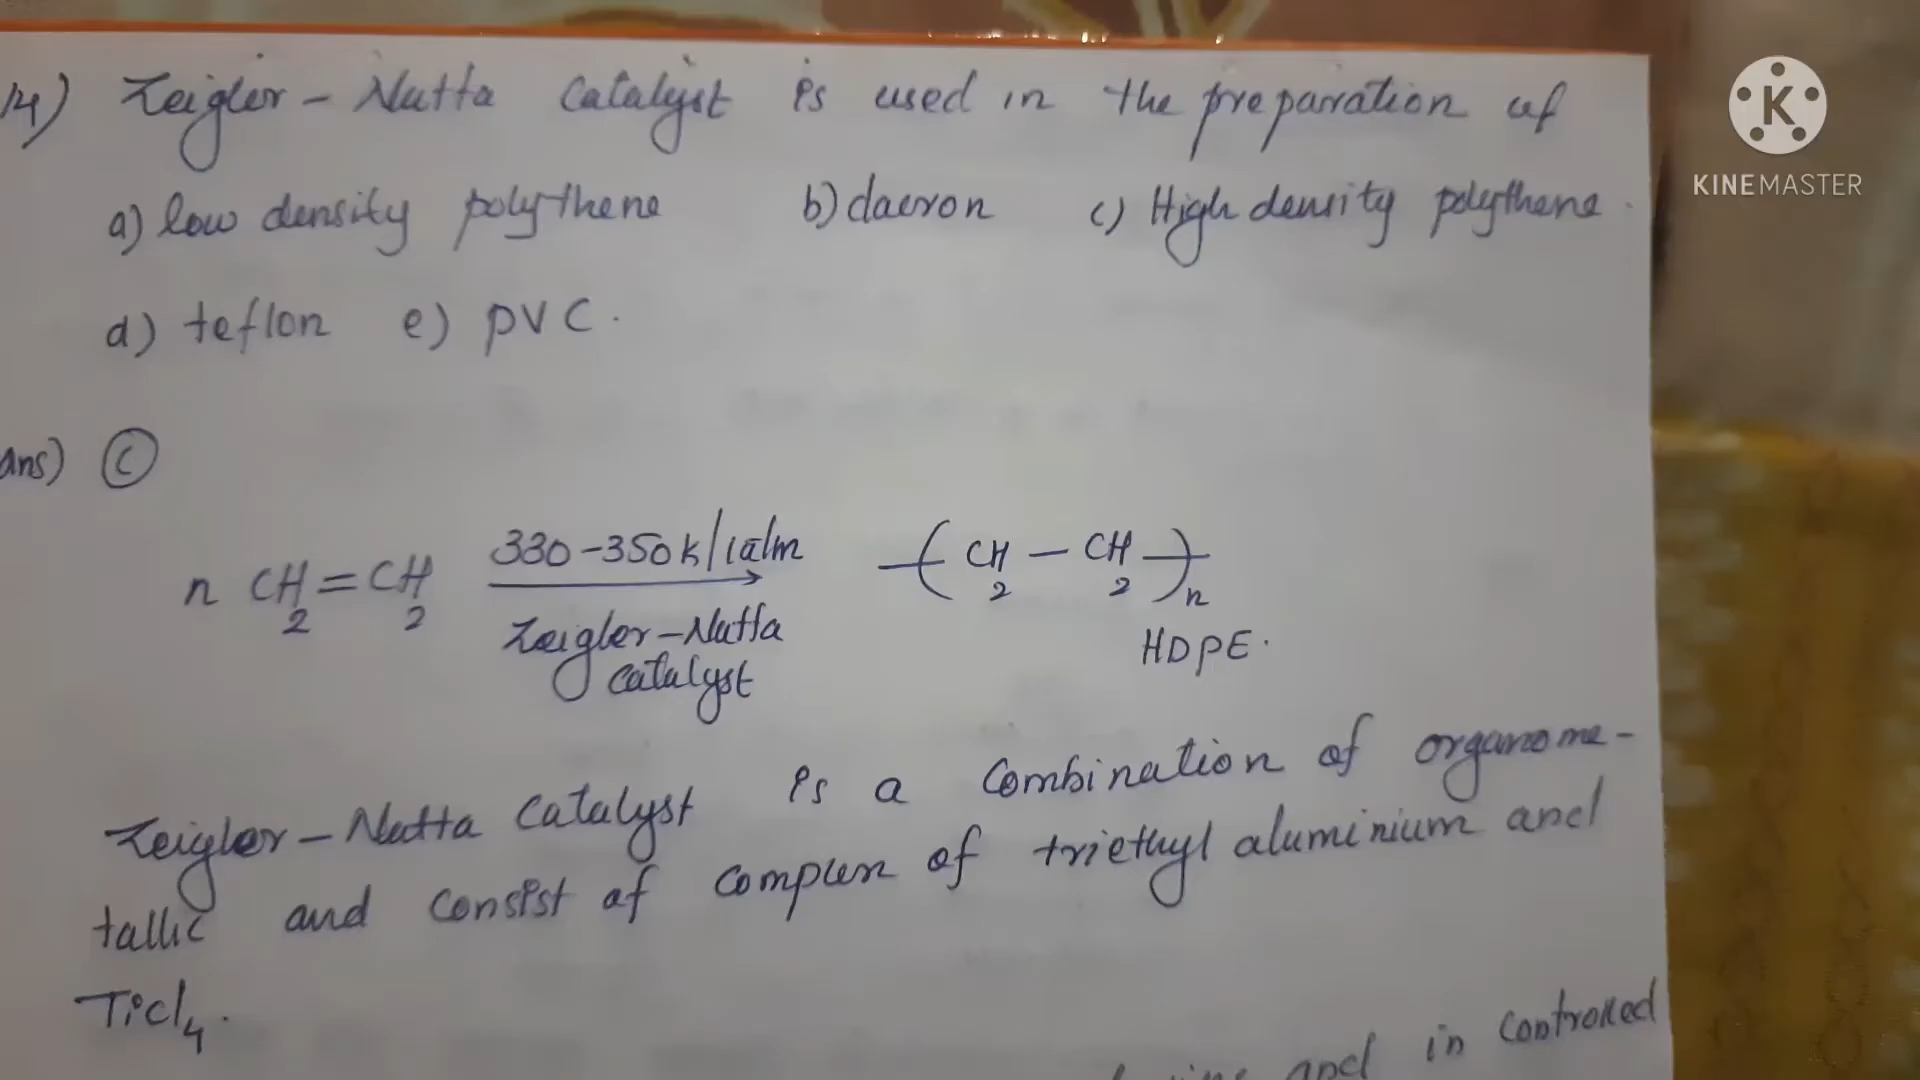 14) Zeigler - Natta Catalyst is used in the preparation of
a) low density polythene b) dacron c) High density polythene.
d) teflon e) PVC.
ans) C
n CH2=CH2 330-350k/1atm -( CH2 - CH2 )-n
Zeigler-Natta
catalyst
HDPE.
Zeigler-Natta Catalyst is a Combination of organome-
tallic and consist of complex of triethyl aluminium and
TiCl4.
and in controlled
KINEMASTER